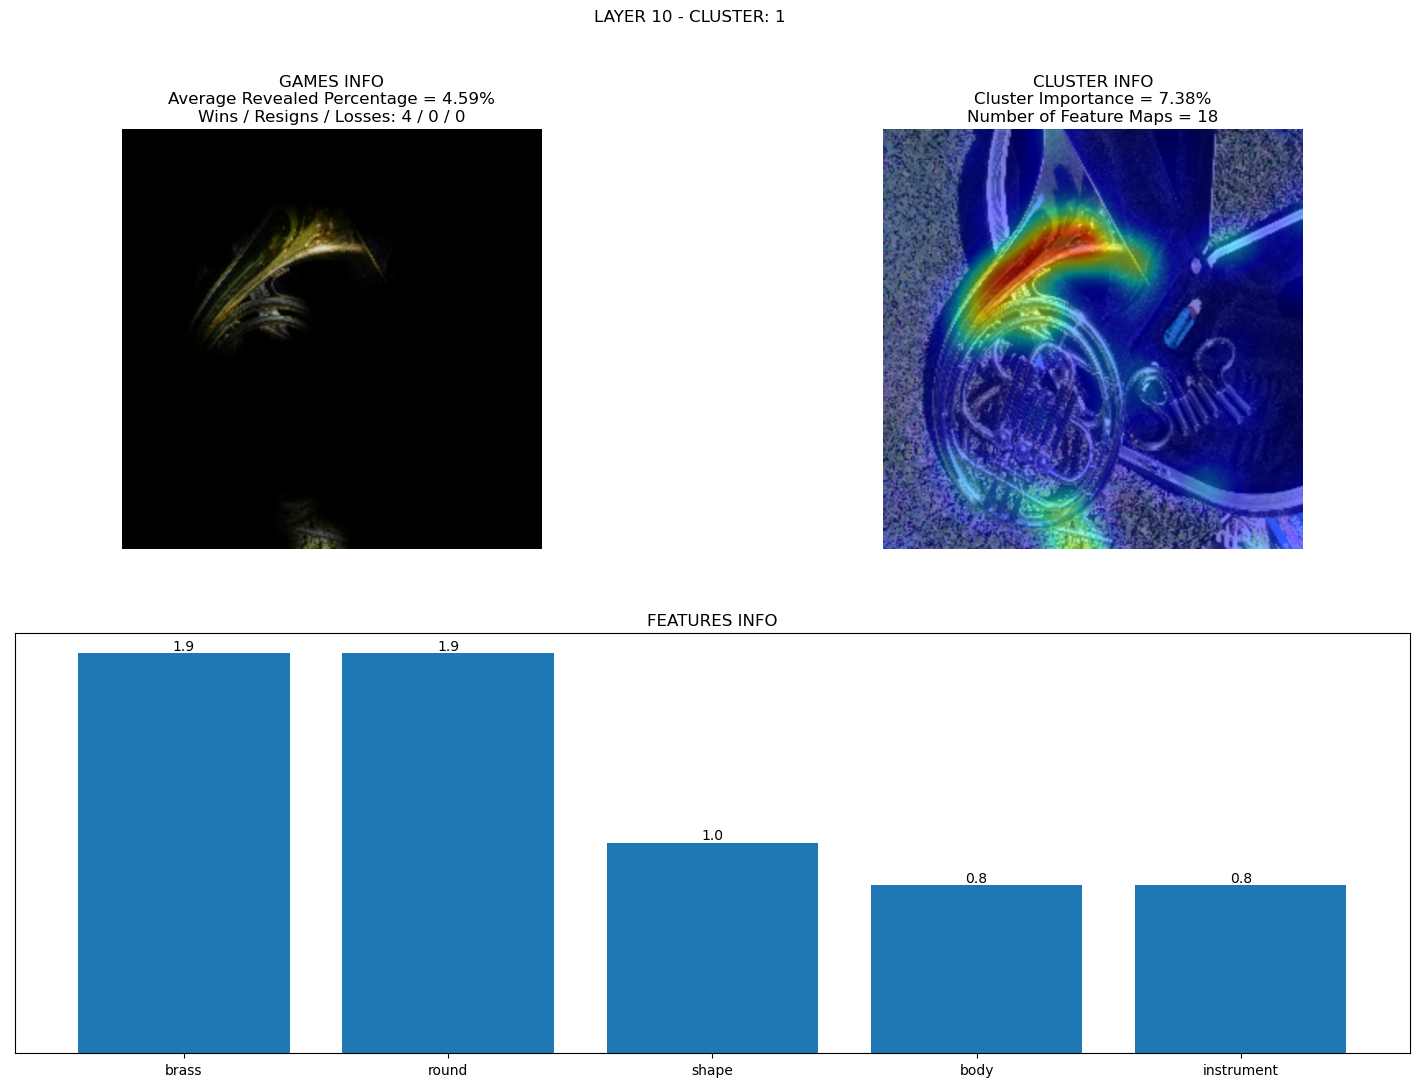 LAYER 10 - CLUSTER: 1
GAMES INFO
Average Revealed Percentage = 4.59%
Wins / Resigns / Losses: 4 / 0 / 0
CLUSTER INFO
Cluster Importance = 7.38%
Number of Feature Maps = 18
FEATURES INFO
1.9
1.9
1.0
0.8
0.8
brass
round
shape
body
instrument